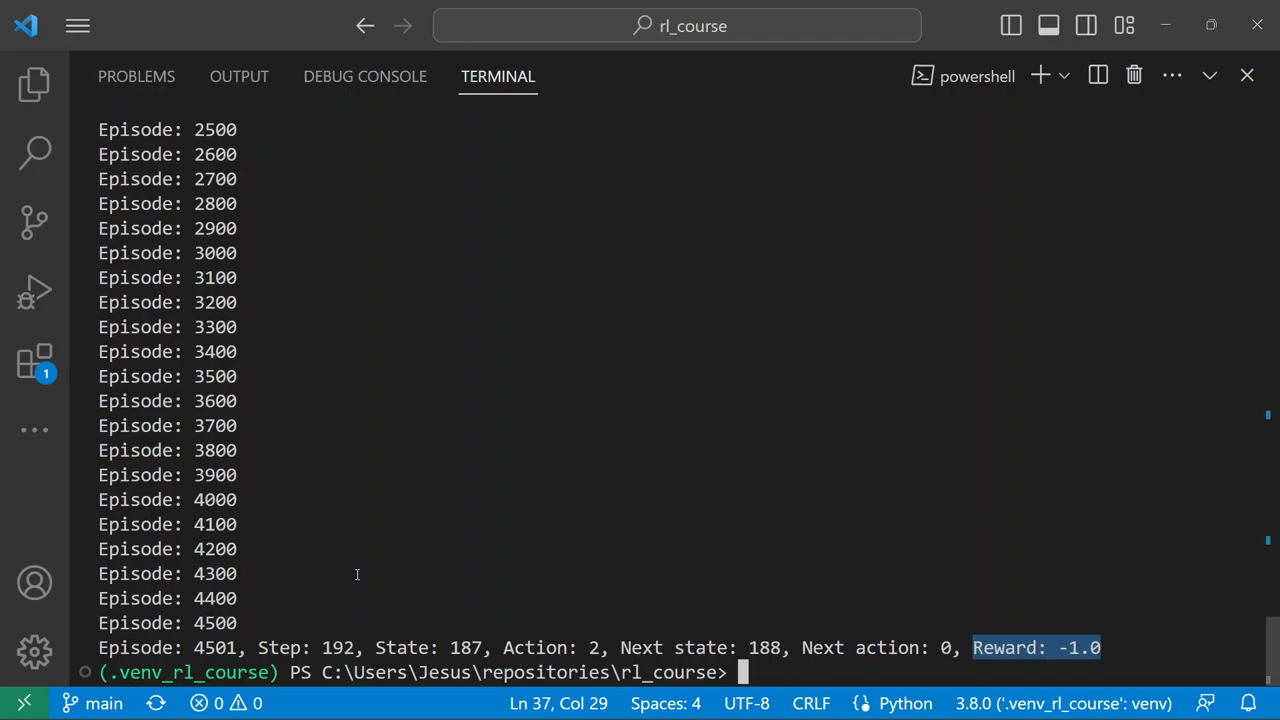 rl_course
PROBLEMS OUTPUT DEBUG CONSOLE TERMINAL powershell
Episode: 2500
Episode: 2600
Episode: 2700
Episode: 2800
Episode: 2900
Episode: 3000
Episode: 3100
Episode: 3200
Episode: 3300
Episode: 3400
Episode: 3500
Episode: 3600
Episode: 3700
Episode: 3800
Episode: 3900
Episode: 4000
Episode: 4100
Episode: 4200
Episode: 4300
Episode: 4400
Episode: 4500
Episode: 4501, Step: 192, State: 187, Action: 2, Next state: 188, Next action: 0, Reward: -1.0
(.venv_rl_course) PS C:\Users\Jesus\repositories\rl_course>
1
main 0 0 Ln 37, Col 29 Spaces: 4 UTF-8 CRLF Python 3.8.0 ('.venv_rl_course': venv)